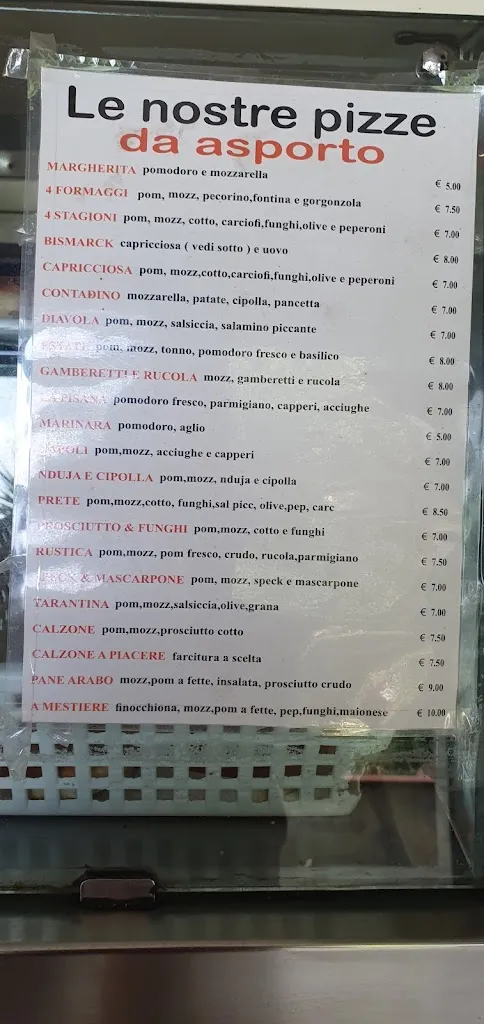 Le nostre pizze
da asporto
MARGHERITA pomodoro e mozzarella € 5.00
4 FORMAGGI pom, mozz, pecorino,fontina e gorgonzola € 7.50
4 STAGIONI pom, mozz, cotto, carciofi,funghi,olive e peperoni € 7.00
BISMARCK capricciosa ( vedi sotto ) e uovo € 8.00
CAPRICCIOSA pom, mozz,cotto,carciofi,funghi,olive e peperoni € 7.00
CONTADINO mozzarella, patate, cipolla, pancetta € 7.00
DIAVOLA pom, mozz, salsiccia, salamino piccante € 7.00
ESTATE pom, mozz, tonno, pomodoro fresco e basilico € 8.00
GAMBERETTI E RUCOLA mozz, gamberetti e rucola € 8.00
PISANA pomodoro fresco, parmigiano, capperi, acciughe € 7.00
MARINARA pomodoro, aglio € 5.00
NAPOLI pom,mozz, acciughe e capperi € 7.00
NDUJA E CIPOLLA pom,mozz, nduja e cipolla € 7.00
PRETE pom,mozz,cotto, funghi,sal picc, olive,pep, carc € 8.50
PROSCIUTTO & FUNGHI pom,mozz, cotto e funghi € 7.00
RUSTICA pom,mozz, pom fresco, crudo, rucola,parmigiano € 7.50
SPECK & MASCARPONE pom, mozz, speck e mascarpone € 7.00
TARANTINA pom,mozz,salsiccia,olive,grana € 7.00
CALZONE pom,mozz,prosciutto cotto € 7.50
CALZONE A PIACERE farcitura a scelta € 7.50
PANE ARABO mozz,pom a fette, insalata, prosciutto crudo € 9.00
A MESTIERE finocchiona, mozz,pom a fette, pep,funghi,maionese € 10.00